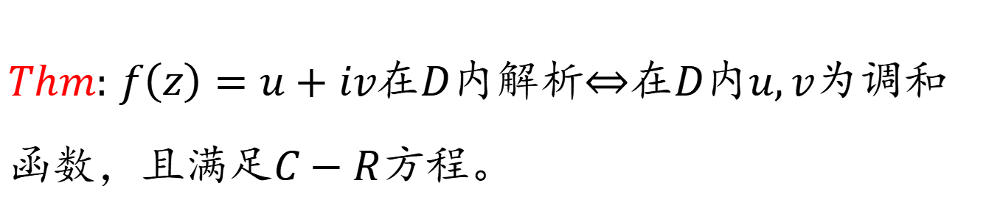 Thm: f(z) = u + iv在D内解析⇔在D内u, v为调和
函数，且满足C − R方程。